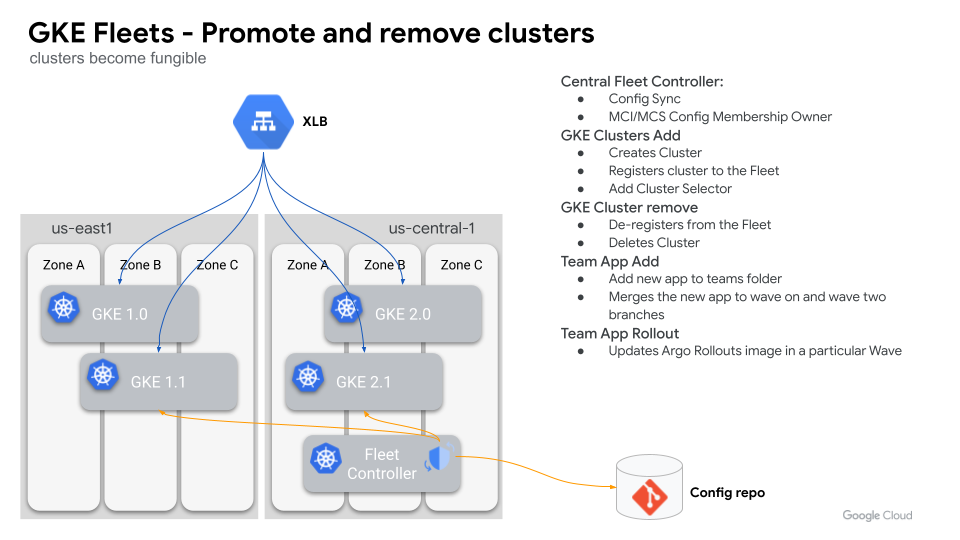 GKE Fleets - Promote and remove clusters
clusters become fungible
XLB
us-east1
Zone A
Zone B
Zone C
GKE 1.0
GKE 1.1
us-central-1
Zone A
Zone B
Zone C
GKE 2.0
GKE 2.1
Fleet
Controller
Config repo
Central Fleet Controller:
● Config Sync
● MCI/MCS Config Membership Owner
GKE Clusters Add
● Creates Cluster
● Registers cluster to the Fleet
● Add Cluster Selector
GKE Cluster remove
● De-registers from the Fleet
● Deletes Cluster
Team App Add
● Add new app to teams folder
● Merges the new app to wave on and wave two
branches
Team App Rollout
● Updates Argo Rollouts image in a particular Wave
Google Cloud